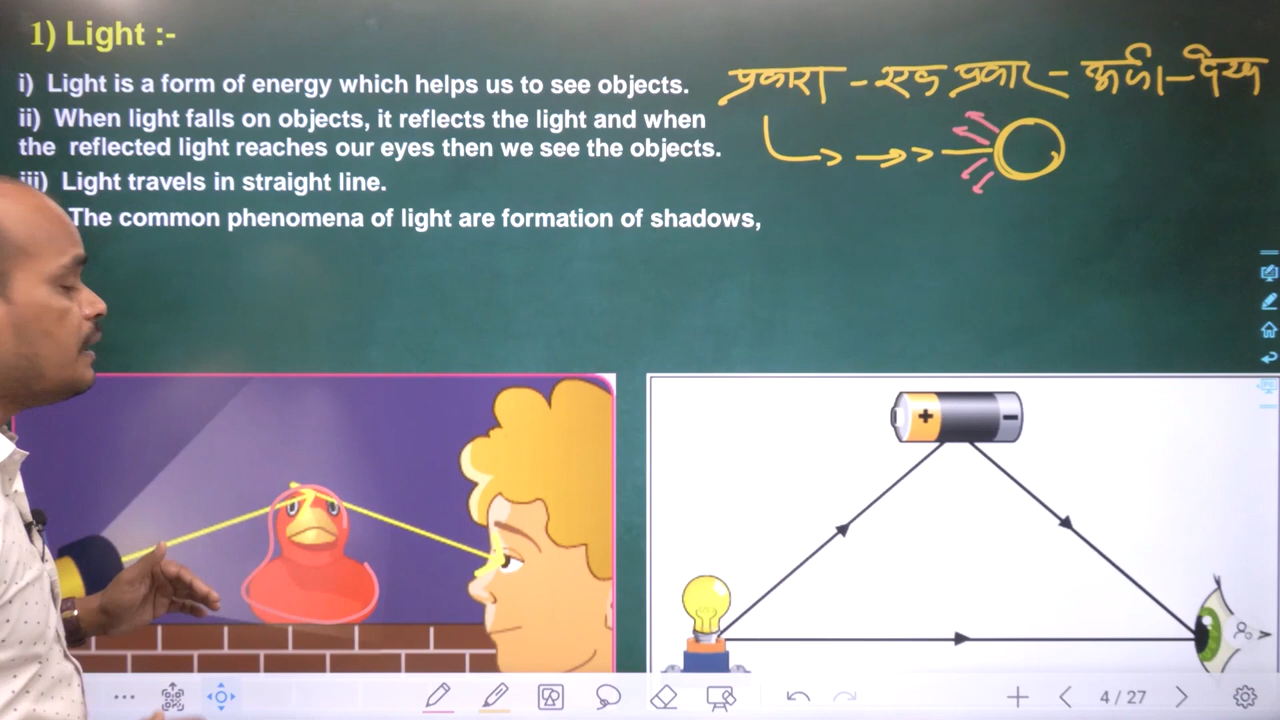 1) Light :-
i) Light is a form of energy which helps us to see objects.
प्रकाश - एक प्रकार - ऊर्जा - देख
ii) When light falls on objects, it reflects the light and when
the reflected light reaches our eyes then we see the objects.
iii) Light travels in straight line.
The common phenomena of light are formation of shadows,
+ -
4 / 27